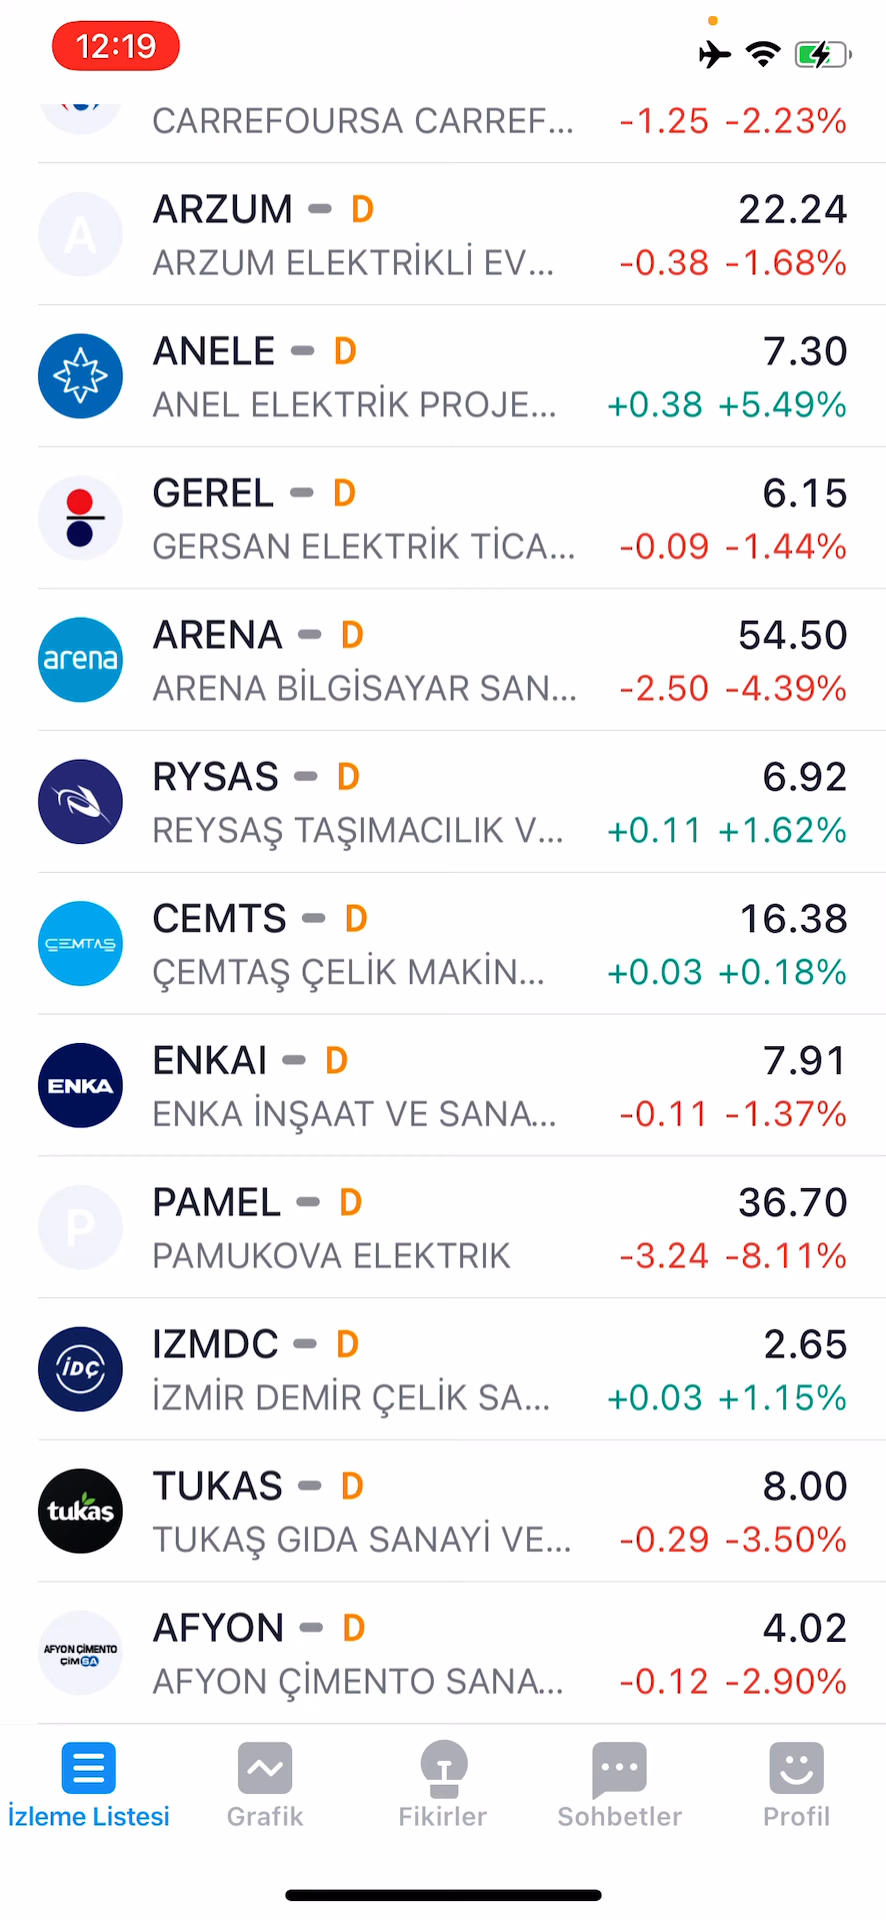 12:19
CARREFOURSA CARREF... -1.25 -2.23%
A
ARZUM D 22.24
ARZUM ELEKTRİKLİ EV... -0.38 -1.68%
ANELE D 7.30
ANEL ELEKTRİK PROJE... +0.38 +5.49%
GEREL D 6.15
GERSAN ELEKTRİK TİCA... -0.09 -1.44%
arena
ARENA D 54.50
ARENA BİLGİSAYAR SAN... -2.50 -4.39%
RYSAS D 6.92
REYSAŞ TAŞIMACILIK V... +0.11 +1.62%
ÇEMTAŞ
CEMTS D 16.38
ÇEMTAŞ ÇELİK MAKİN... +0.03 +0.18%
ENKA
ENKAI D 7.91
ENKA İNŞAAT VE SANA... -0.11 -1.37%
P
PAMEL D 36.70
PAMUKOVA ELEKTRIK -3.24 -8.11%
İDÇ
IZMDC D 2.65
İZMİR DEMİR ÇELİK SA... +0.03 +1.15%
tukaş
TUKAS D 8.00
TUKAŞ GIDA SANAYİ VE... -0.29 -3.50%
AFYON ÇİMENTO
ÇİMSA
AFYON D 4.02
AFYON ÇİMENTO SANA... -0.12 -2.90%
İzleme Listesi Grafik Fikirler Sohbetler Profil